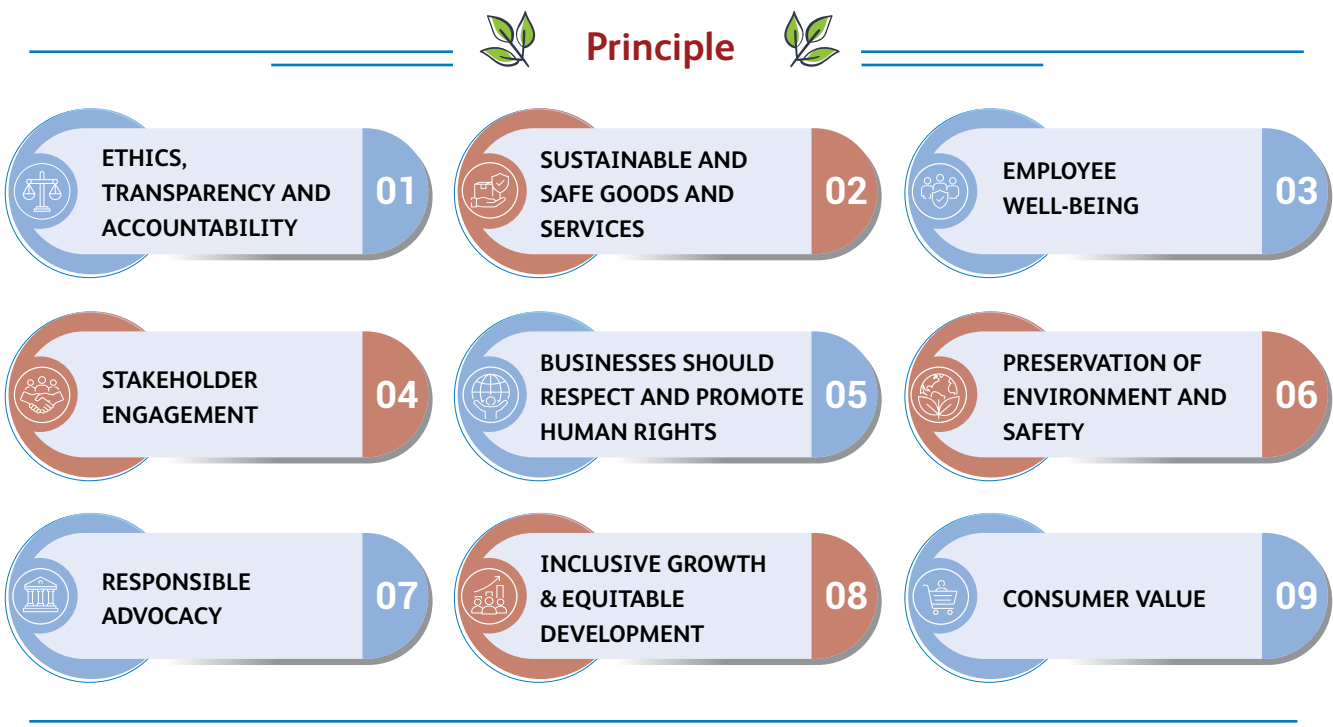 Principle
ETHICS,
TRANSPARENCY AND
ACCOUNTABILITY
01
SUSTAINABLE AND
SAFE GOODS AND
SERVICES
02
EMPLOYEE
WELL-BEING
03
STAKEHOLDER
ENGAGEMENT
04
BUSINESSES SHOULD
RESPECT AND PROMOTE
HUMAN RIGHTS
05
PRESERVATION OF
ENVIRONMENT AND
SAFETY
06
RESPONSIBLE
ADVOCACY
07
INCLUSIVE GROWTH
& EQUITABLE
DEVELOPMENT
08
CONSUMER VALUE
09